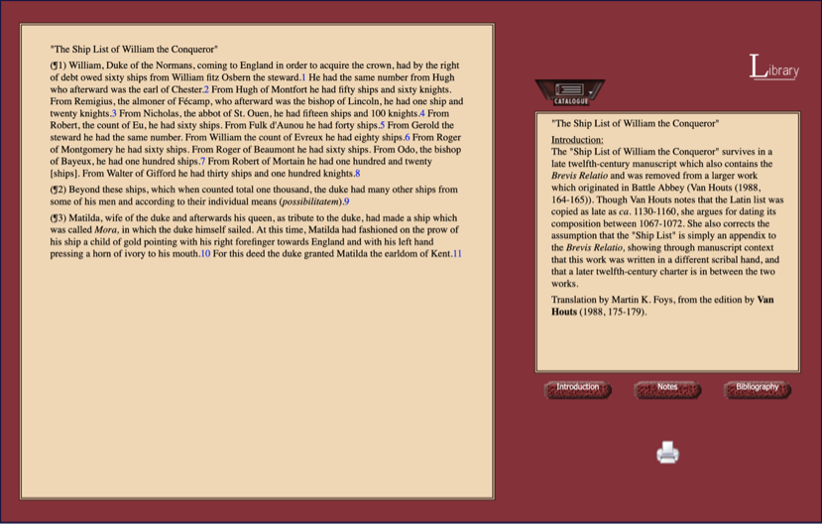 "The Ship List of William the Conqueror"
(¶1) William, Duke of the Normans, coming to England in order to acquire the crown, had by the right
of debt owed sixty ships from William fitz Osbern the steward.1 He had the same number from Hugh
who afterward was the earl of Chester.2 From Hugh of Montfort he had fifty ships and sixty knights.
From Remigius, the almoner of Fécamp, who afterward was the bishop of Lincoln, he had one ship and
twenty knights.3 From Nicholas, the abbot of St. Ouen, he had fifteen ships and 100 knights.4 From
Robert, the count of Eu, he had sixty ships. From Fulk d'Aunou he had forty ships.5 From Gerold the
steward he had the same number. From William the count of Evreux he had eighty ships.6 From Roger
of Montgomery he had sixty ships. From Roger of Beaumont he had sixty ships. From Odo, the bishop
of Bayeux, he had one hundred ships.7 From Robert of Mortain he had one hundred and twenty
[ships]. From Walter of Gifford he had thirty ships and one hundred knights.8
(¶2) Beyond these ships, which when counted total one thousand, the duke had many other ships from
some of his men and according to their individual means (possibilitatem).9
(¶3) Matilda, wife of the duke and afterwards his queen, as tribute to the duke, had made a ship which
was called Mora, in which the duke himself sailed. At this time, Matilda had fashioned on the prow of
his ship a child of gold pointing with his right forefinger towards England and with his left hand
pressing a horn of ivory to his mouth.10 For this deed the duke granted Matilda the earldom of Kent.11
Library
CATALOGUE
"The Ship List of William the Conqueror"
Introduction:
The "Ship List of William the Conqueror" survives in a
late twelfth-century manuscript which also contains the
Brevis Relatio and was removed from a larger work
which originated in Battle Abbey (Van Houts (1988,
164-165)). Though Van Houts notes that the Latin list was
copied as late as ca. 1130-1160, she argues for dating its
composition between 1067-1072. She also corrects the
assumption that the "Ship List" is simply an appendix to
the Brevis Relatio, showing through manuscript context
that this work was written in a different scribal hand, and
that a later twelfth-century charter is in between the two
works.
Translation by Martin K. Foys, from the edition by Van
Houts (1988, 175-179).
Introduction
Notes
Bibliography